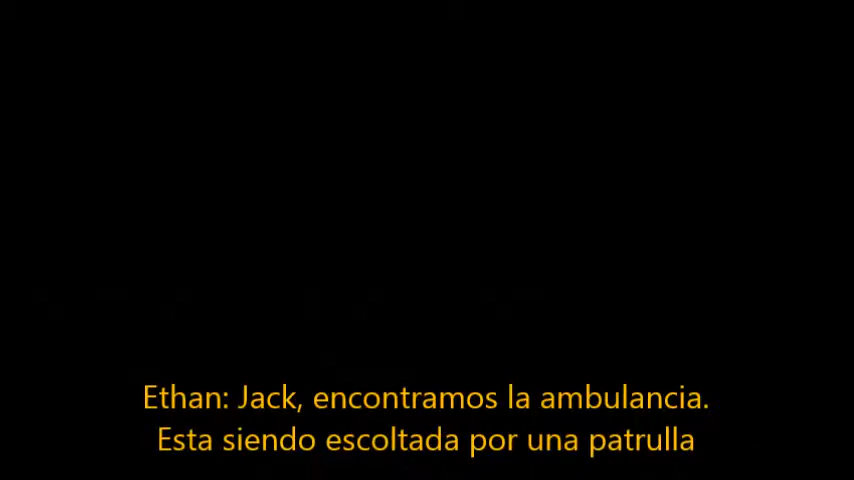 Ethan: Jack, encontramos la ambulancia.
Esta siendo escoltada por una patrulla